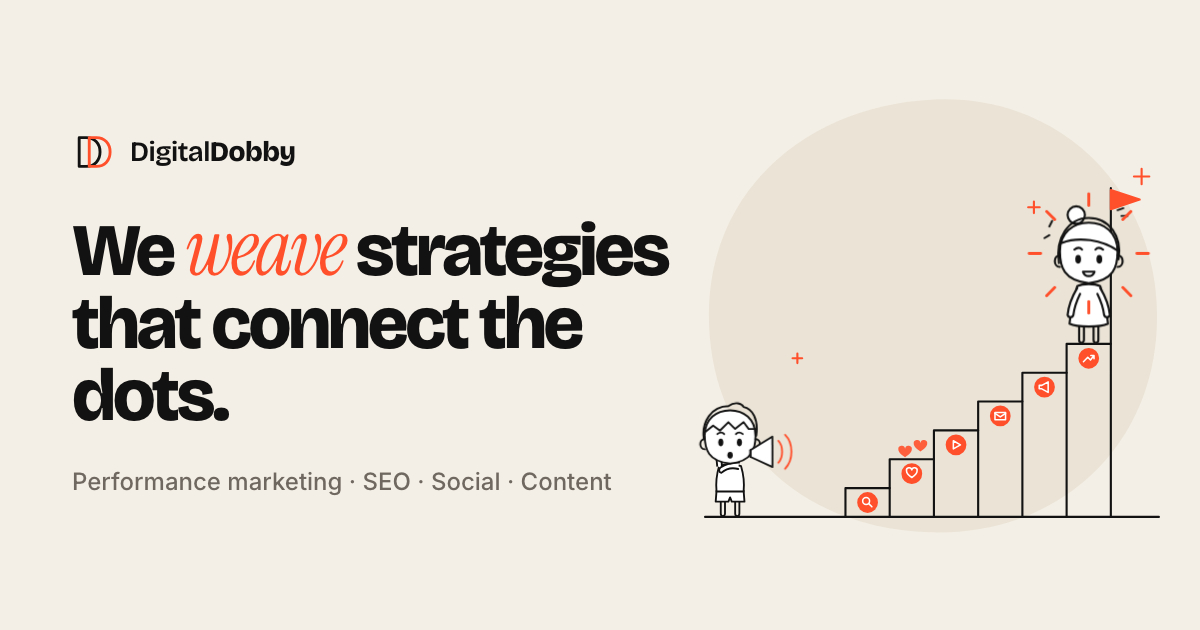 DigitalDobby
We weave strategies
that connect the
dots.
Performance marketing · SEO · Social · Content